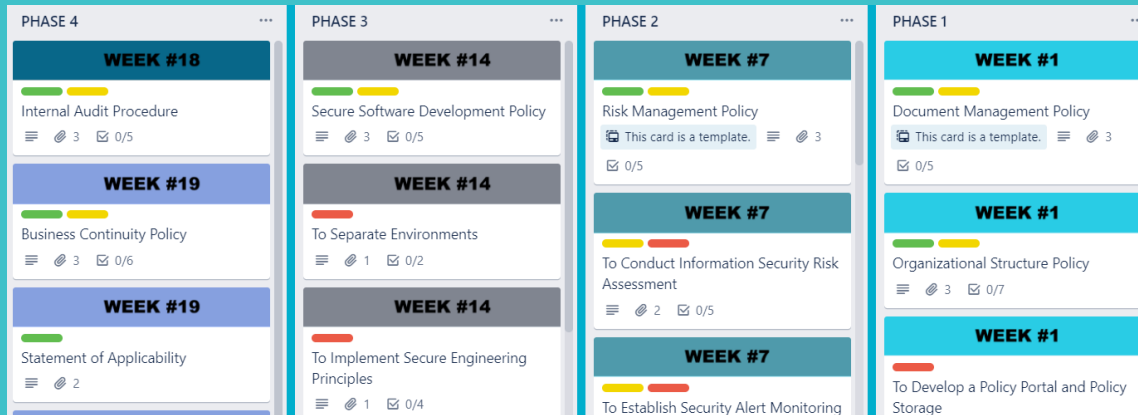 PHASE 4
WEEK #18
Internal Audit Procedure
3 0/5
WEEK #19
Business Continuity Policy
3 0/6
WEEK #19
Statement of Applicability
2
PHASE 3
WEEK #14
Secure Software Development Policy
3 0/5
WEEK #14
To Separate Environments
1 0/2
WEEK #14
To Implement Secure Engineering
Principles
1 0/4
PHASE 2
WEEK #7
Risk Management Policy
This card is a template. 3
0/5
WEEK #7
To Conduct Information Security Risk
Assessment
2 0/5
WEEK #7
To Establish Security Alert Monitoring
PHASE 1
WEEK #1
Document Management Policy
This card is a template. 3
0/5
WEEK #1
Organizational Structure Policy
3 0/7
WEEK #1
To Develop a Policy Portal and Policy
Storage